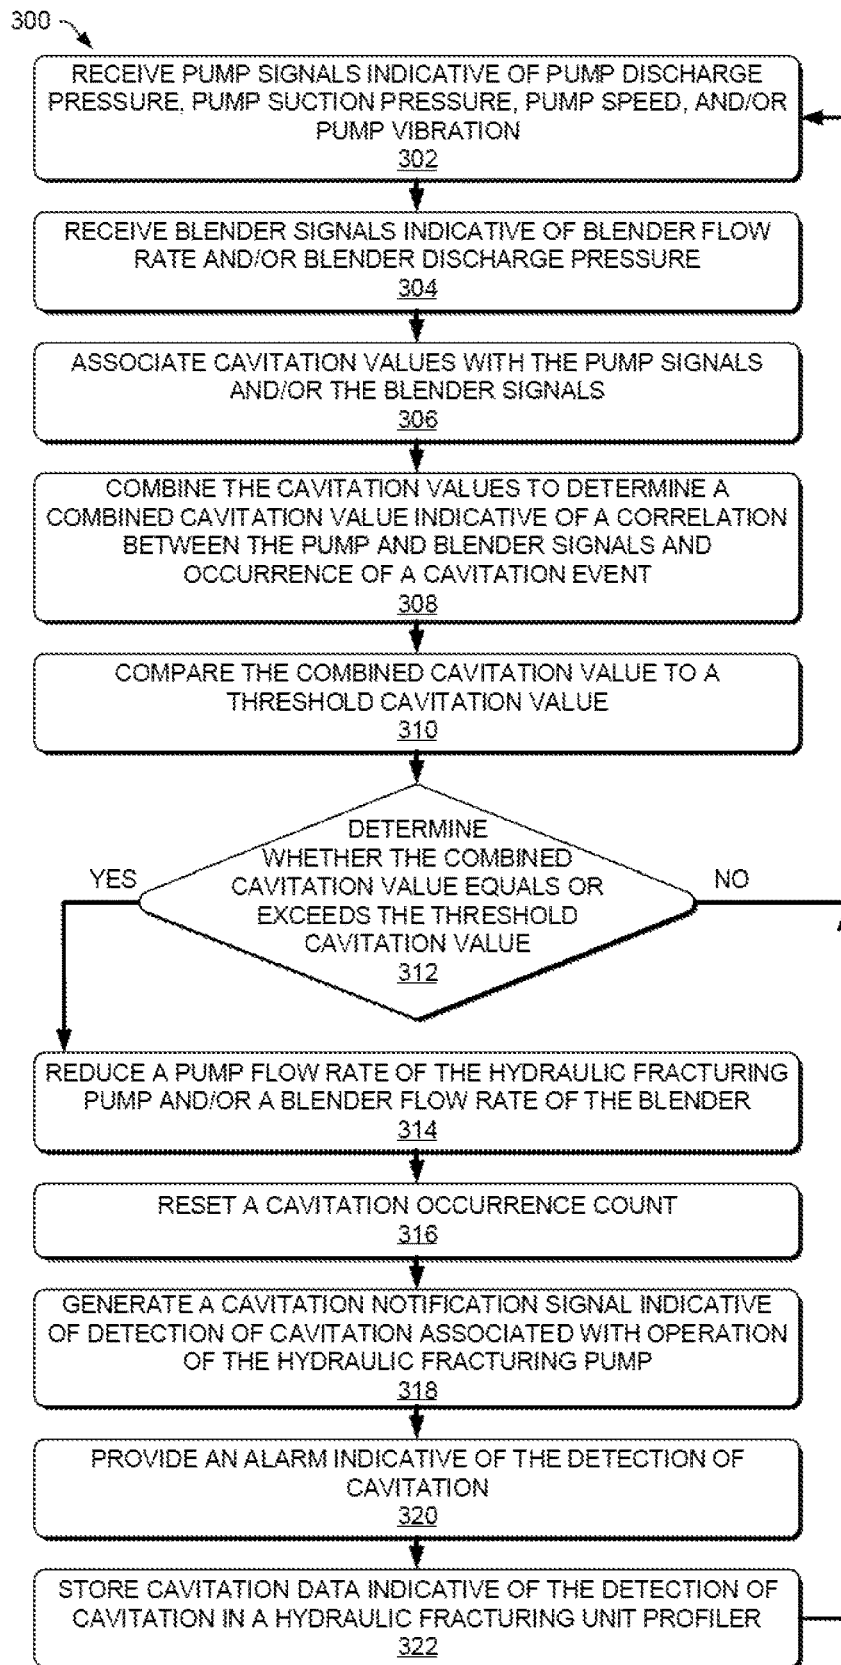 300
RECEIVE PUMP SIGNALS INDICATIVE OF PUMP DISCHARGE
PRESSURE, PUMP SUCTION PRESSURE, PUMP SPEED, AND/OR
PUMP VIBRATION
302
RECEIVE BLENDER SIGNALS INDICATIVE OF BLENDER FLOW
RATE AND/OR BLENDER DISCHARGE PRESSURE
304
ASSOCIATE CAVITATION VALUES WITH THE PUMP SIGNALS
AND/OR THE BLENDER SIGNALS
306
COMBINE THE CAVITATION VALUES TO DETERMINE A
COMBINED CAVITATION VALUE INDICATIVE OF A CORRELATION
BETWEEN THE PUMP AND BLENDER SIGNALS AND
OCCURRENCE OF A CAVITATION EVENT
308
COMPARE THE COMBINED CAVITATION VALUE TO A
THRESHOLD CAVITATION VALUE
310
DETERMINE
WHETHER THE COMBINED
CAVITATION VALUE EQUALS OR
EXCEEDS THE THRESHOLD
CAVITATION VALUE
312
YES
NO
REDUCE A PUMP FLOW RATE OF THE HYDRAULIC FRACTURING
PUMP AND/OR A BLENDER FLOW RATE OF THE BLENDER
314
RESET A CAVITATION OCCURRENCE COUNT
316
GENERATE A CAVITATION NOTIFICATION SIGNAL INDICATIVE
OF DETECTION OF CAVITATION ASSOCIATED WITH OPERATION
OF THE HYDRAULIC FRACTURING PUMP
318
PROVIDE AN ALARM INDICATIVE OF THE DETECTION OF
CAVITATION
320
STORE CAVITATION DATA INDICATIVE OF THE DETECTION OF
CAVITATION IN A HYDRAULIC FRACTURING UNIT PROFILER
322